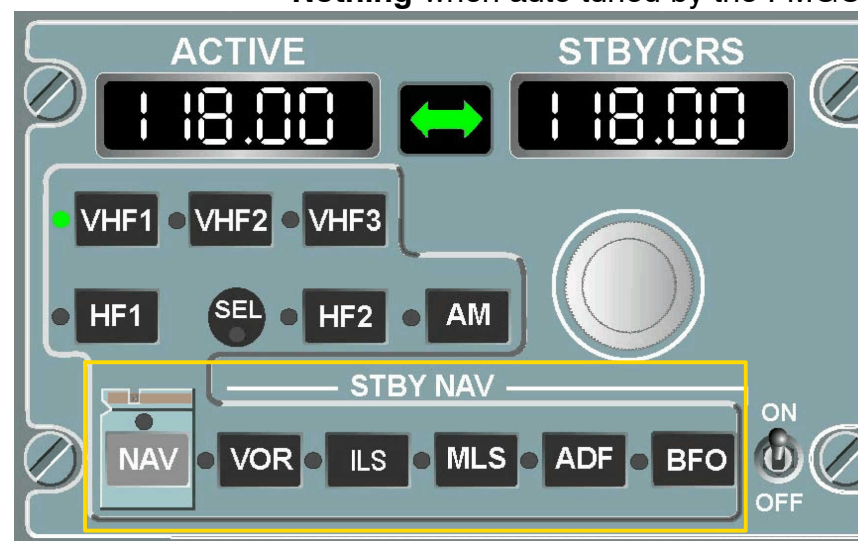 Nothing when auto tuned by the FMGC
ACTIVE STBY/CRS
118.00 118.00
VHF1 VHF2 VHF3
HF1 SEL HF2 AM
STBY NAV
ON
NAV VOR ILS MLS ADF BFO
OFF